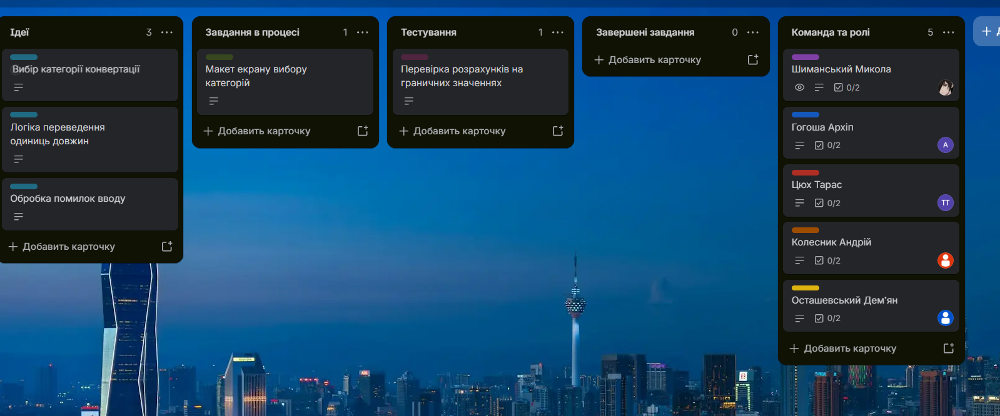 Ідеї 3
Вибір категорії конвертації
Логіка переведення
одиниць довжин
Обробка помилок вводу
Добавить карточку
Завдання в процесі 1
Макет екрану вибору
категорій
Добавить карточку
Тестування 1
Перевірка розрахунків на
граничних значеннях
Добавить карточку
Завершені завдання 0
Добавить карточку
Команда та ролі 5
Шиманський Микола
0/2
Гогоша Архіп
0/2
А
Цюх Тарас
0/2
ТТ
Колесник Андрій
0/2
Осташевський Дем'ян
0/2
Добавить карточку
AIA